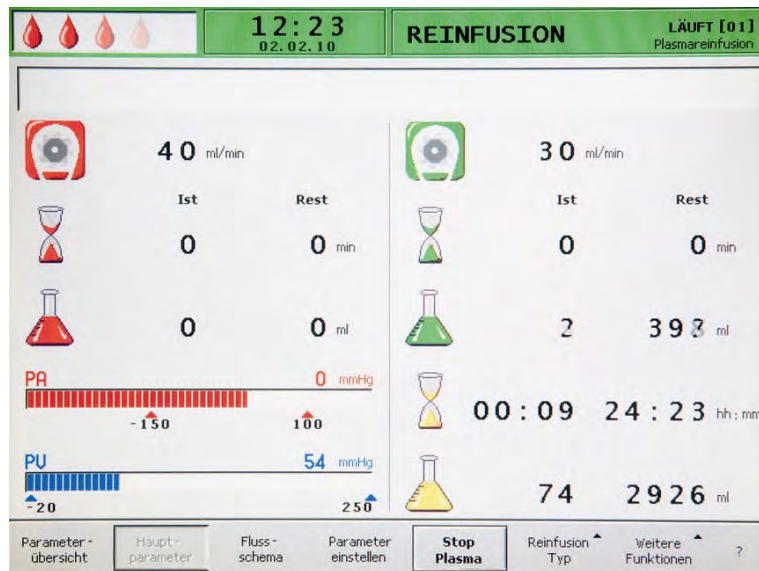 12:23
02.02.10
REINFUSION
LÄUFT [01]
Plasmareinfusion
40 ml/min
Ist Rest
0 0 min
0 0 ml
PA 0 mmHg
-150 100
PV 54 mmHg
-20 250
30 ml/min
Ist Rest
0 0 min
2 398 ml
00:09 24:23 hh:mm
74 2926 ml
Parameter-
übersicht
Haupt-
parameter
Fluss-
schema
Parameter
einstellen
Stop
Plasma
Reinfusion
Typ
Weitere
Funktionen
?